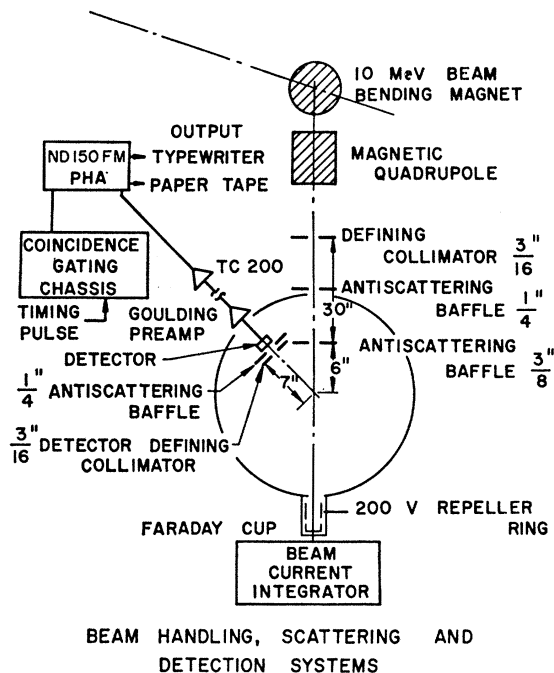 10 MeV BEAM
BENDING MAGNET
OUTPUT
TYPEWRITER
PAPER TAPE
ND150FM
PHA
MAGNETIC
QUADRUPOLE
COINCIDENCE
GATING
CHASSIS
TC 200
DEFINING
COLLIMATOR 3/16"
TIMING
PULSE
GOULDING
PREAMP
ANTISCATTERING
BAFFLE 1/4"
30"
DETECTOR
ANTISCATTERING
BAFFLE 3/8"
6"
7"
1/4" ANTISCATTERING
BAFFLE
3/16" DETECTOR DEFINING
COLLIMATOR
200 V REPELLER
RING
FARADAY CUP
BEAM
CURRENT
INTEGRATOR
BEAM HANDLING, SCATTERING AND
DETECTION SYSTEMS